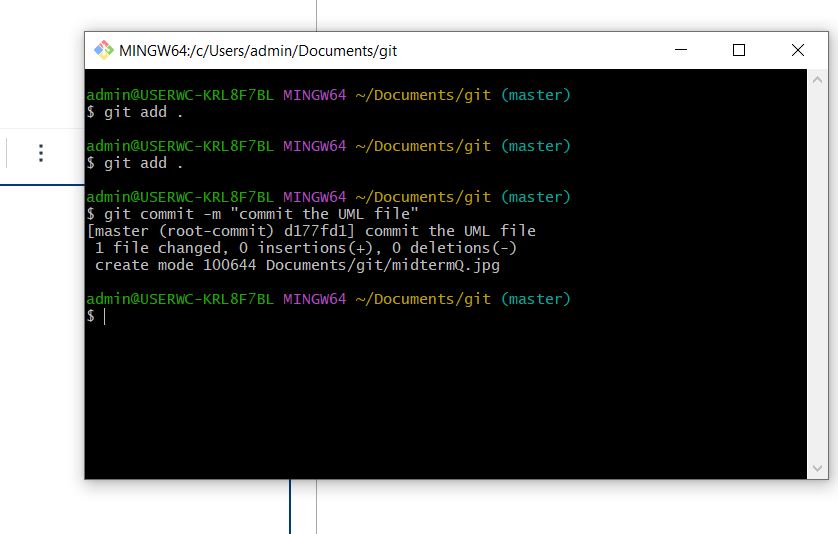 MINGW64:/c/Users/admin/Documents/git
admin@USERWC-KRL8F7BL MINGW64 ~/Documents/git (master)
$ git add .
admin@USERWC-KRL8F7BL MINGW64 ~/Documents/git (master)
$ git add .
admin@USERWC-KRL8F7BL MINGW64 ~/Documents/git (master)
$ git commit -m "commit the UML file"
[master (root-commit) d177fd1] commit the UML file
 1 file changed, 0 insertions(+), 0 deletions(-)
 create mode 100644 Documents/git/midtermQ.jpg
admin@USERWC-KRL8F7BL MINGW64 ~/Documents/git (master)
$